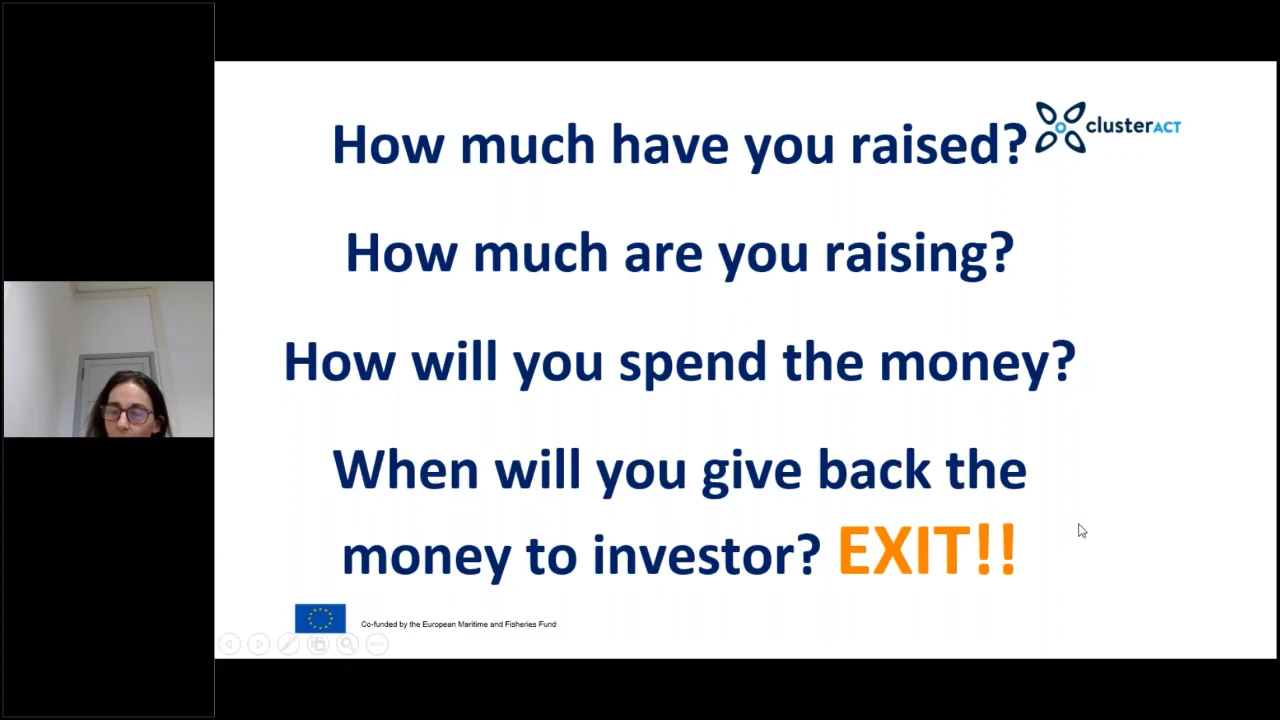 How much have you raised?
clusterACT
How much are you raising?
How will you spend the money?
When will you give back the
money to investor? EXIT!!
Co-funded by the European Maritime and Fisheries Fund